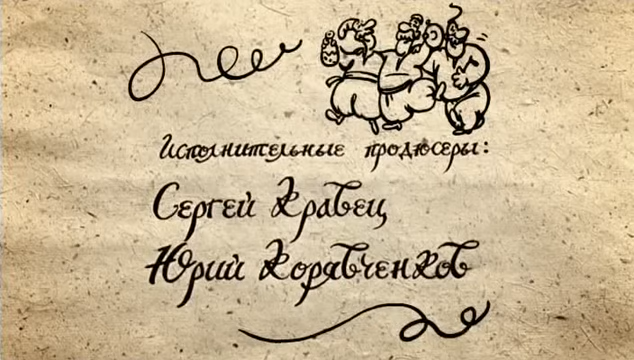 Исполнительные продюсеры:
Сергей Кравец
Юрий Корявченков